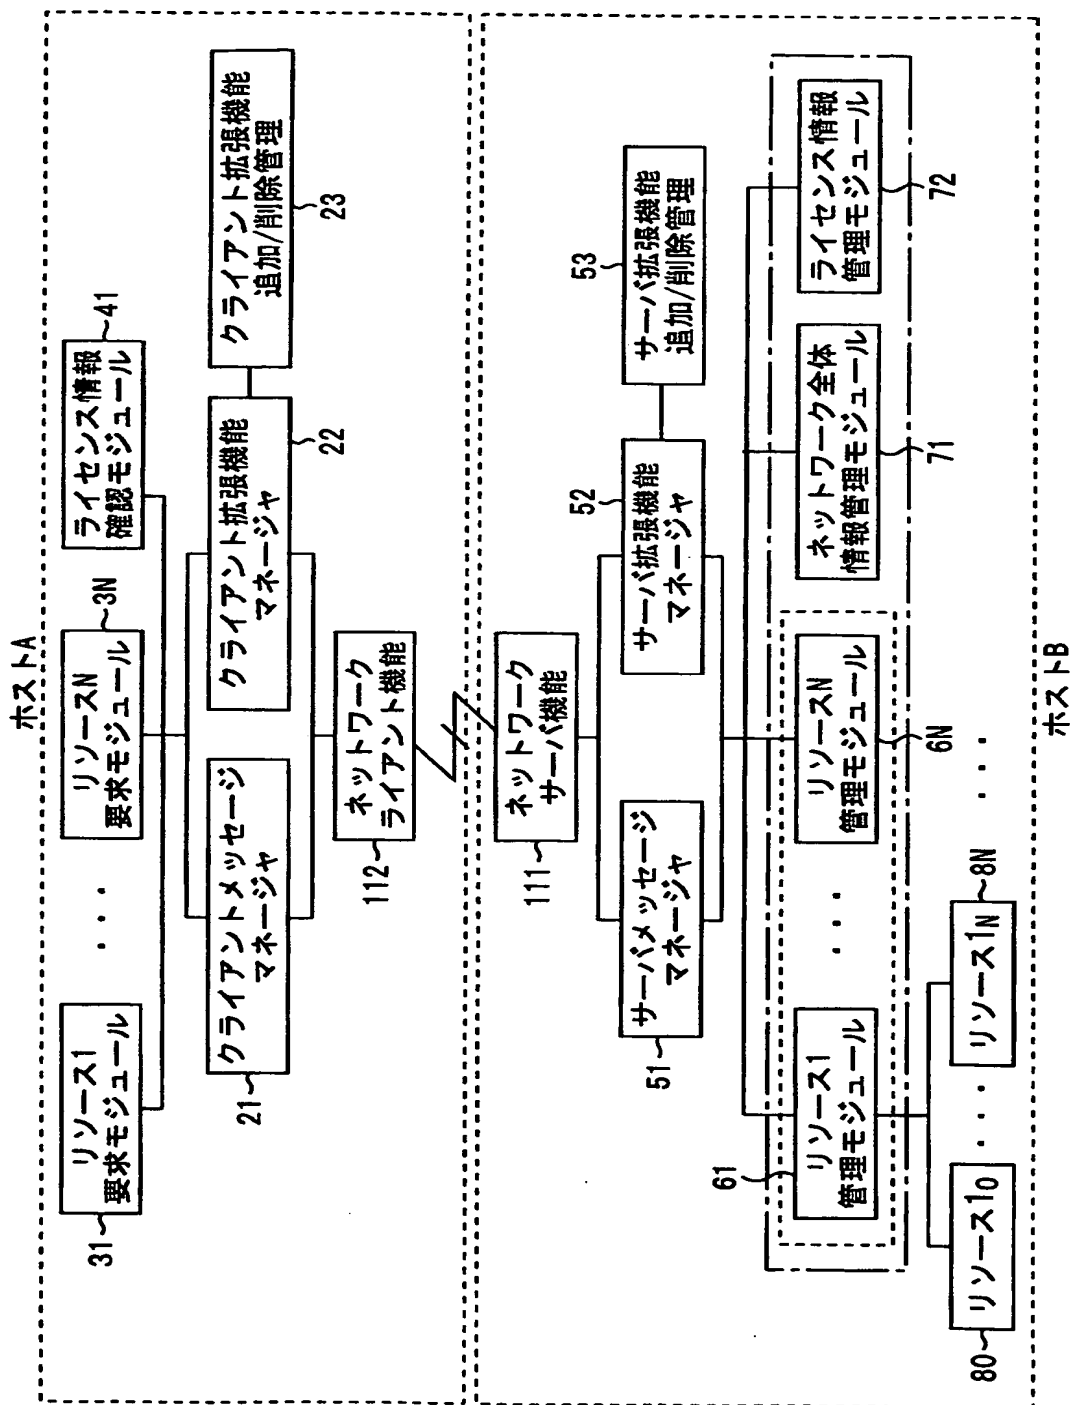 ホストA
リソース1
要求モジュール
31
・・・
リソースN
要求モジュール
3N
ライセンス情報
確認モジュール
41
クライアントメッセージ
マネージャ
21
クライアント拡張機能
マネージャ
22
クライアント拡張機能
追加/削除管理
23
ネットワーク
ライアント機能
112
ネットワーク
サーバ機能
111
サーバメッセージ
マネージャ
51
サーバ拡張機能
マネージャ
52
サーバ拡張機能
追加/削除管理
53
リソース1
管理モジュール
61
・・・
リソースN
管理モジュール
6N
ネットワーク全体
情報管理モジュール
71
ライセンス情報
管理モジュール
72
リソース10
80
・・・
リソース1N
8N
・・・
ホストB